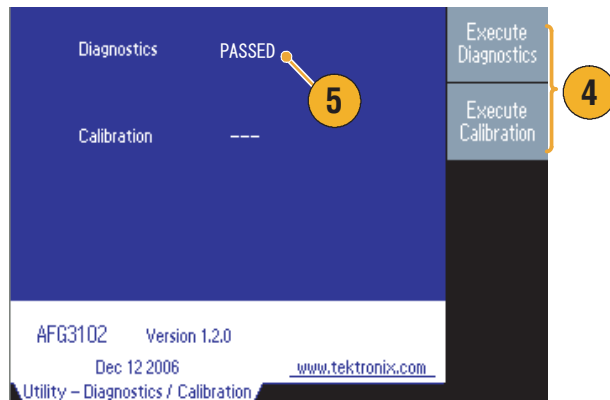 Diagnostics PASSED
5
Calibration ---
Execute
Diagnostics
Execute
Calibration
4
AFG3102 Version 1.2.0
Dec 12 2006 www.tektronix.com
Utility – Diagnostics / Calibration